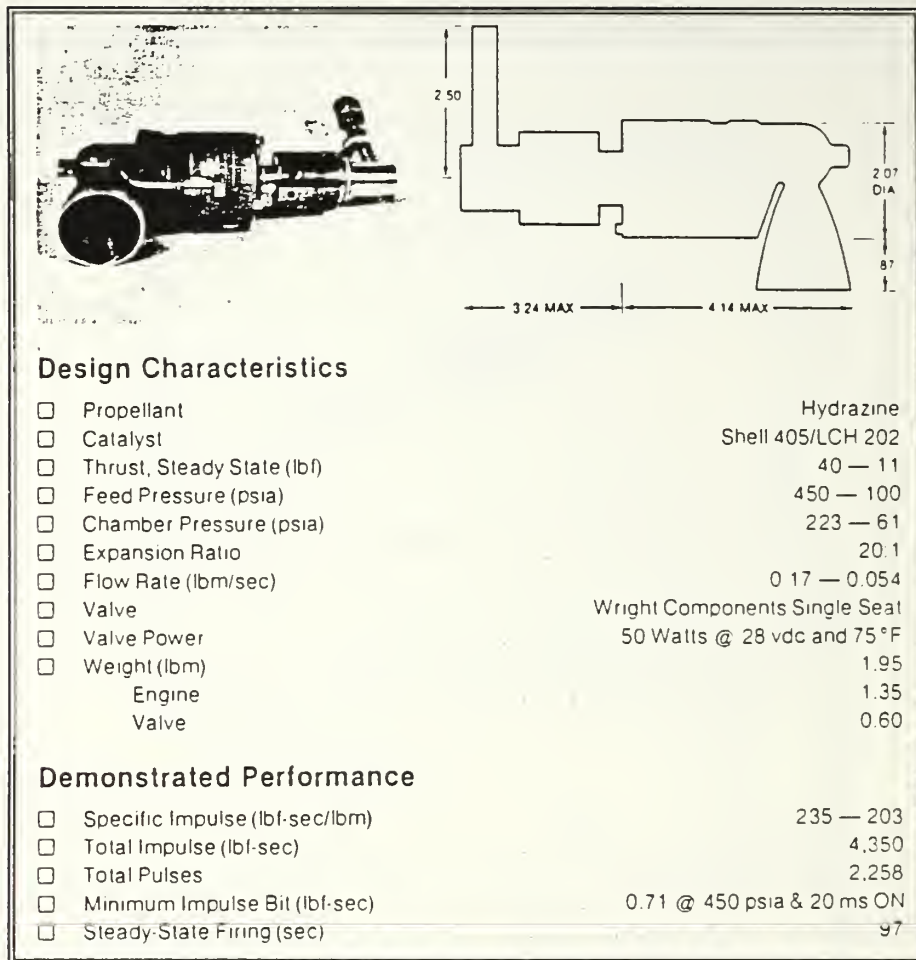 2.50
2.07
DIA
.87
3.24 MAX
4.14 MAX
Design Characteristics
Propellant Hydrazine
Catalyst Shell 405/LCH 202
Thrust, Steady State (lbf) 40 — 11
Feed Pressure (psia) 450 — 100
Chamber Pressure (psia) 223 — 61
Expansion Ratio 20:1
Flow Rate (lbm/sec) 0.17 — 0.054
Valve Wright Components Single Seat
Valve Power 50 Watts @ 28 vdc and 75°F
Weight (lbm) 1.95
Engine 1.35
Valve 0.60
Demonstrated Performance
Specific Impulse (lbf-sec/lbm) 235 — 203
Total Impulse (lbf-sec) 4,350
Total Pulses 2,258
Minimum Impulse Bit (lbf-sec) 0.71 @ 450 psia & 20 ms ON
Steady-State Firing (sec) 97